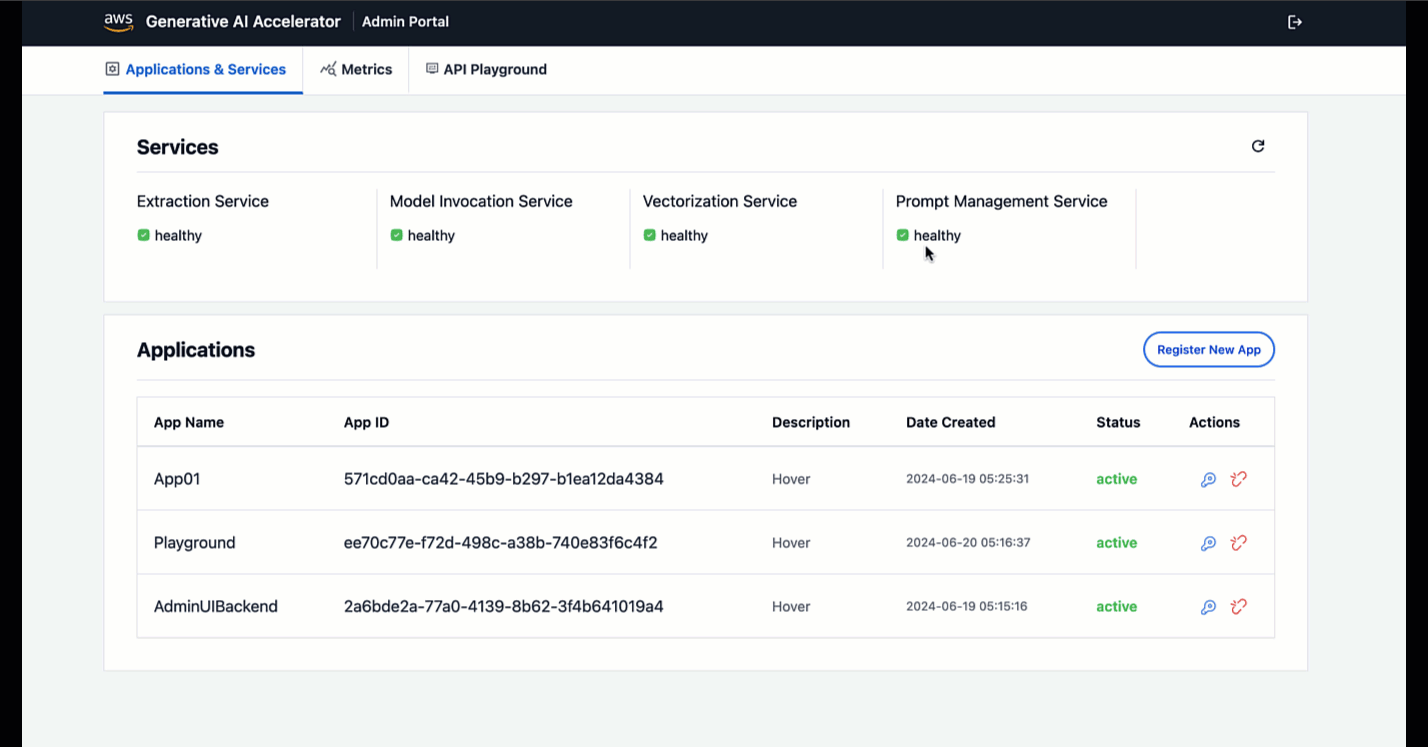 aws Generative AI Accelerator Admin Portal
Applications & Services Metrics API Playground
Services
Extraction Service Model Invocation Service Vectorization Service Prompt Management Service
healthy healthy healthy healthy
Applications Register New App
App Name App ID Description Date Created Status Actions
App01 571cd0aa-ca42-45b9-b297-b1ea12da4384 Hover 2024-06-19 05:25:31 active
Playground ee70c77e-f72d-498c-a38b-740e83f6c4f2 Hover 2024-06-20 05:16:37 active
AdminUIBackend 2a6bde2a-77a0-4139-8b62-3f4b641019a4 Hover 2024-06-19 05:15:16 active